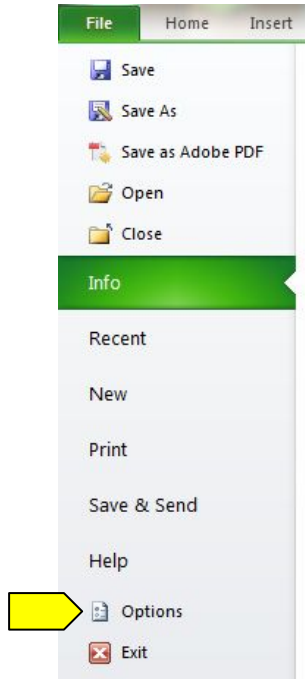 File Home Insert
Save
Save As
Save as Adobe PDF
Open
Close
Info
Recent
New
Print
Save & Send
Help
Options
Exit